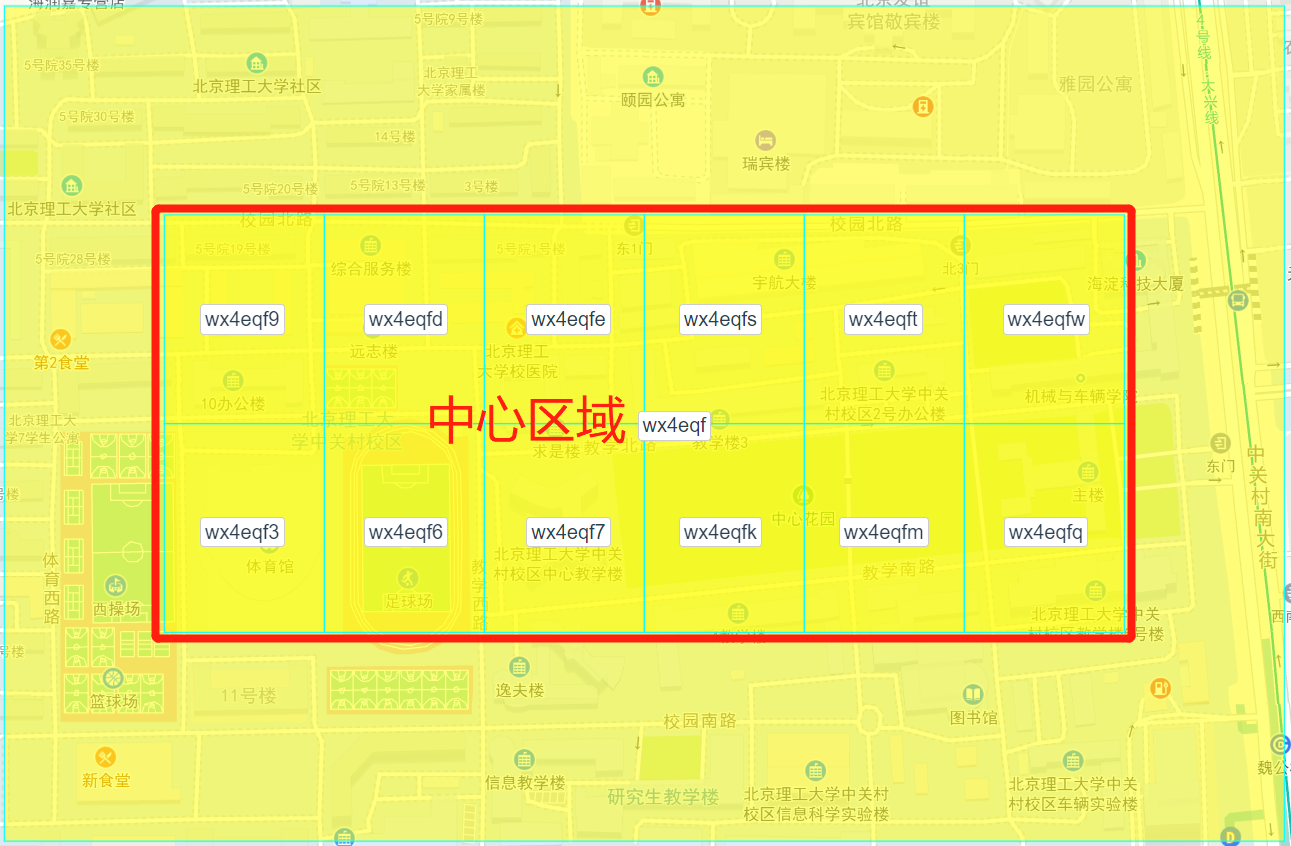 5号院9号楼
宾馆敬宾楼
4号线大兴线
5号院35号楼
北京理工大学社区
北京理工
大学家属楼
颐园公寓
雅园公寓
5号院30号楼
14号楼
瑞宾楼
5号院20号楼
5号院13号楼
3号楼
北京理工大学社区
校园北路
校园北路
5号院19号楼
综合服务楼
5号院1号楼
东1门
宇航大楼
北3门
5号院28号楼
海淀科技大厦
wx4eqf9
wx4eqfd
wx4eqfe
wx4eqfs
wx4eqft
wx4eqfw
第2食堂
远志楼
北京理工
大学校医院
10办公楼
北京理工大学中关
村校区2号办公楼
机械与车辆学院
北京理工大
学中关村校区
中心区域
wx4eqf
北京理工大
学7学生公寓
求是楼
教学北路
教学楼3
东门
中关村南大街
主楼
中心花园
wx4eqf3
wx4eqf6
wx4eqf7
wx4eqfk
wx4eqfm
wx4eqfq
体育馆
北京理工大学中关
村校区中心教学楼
教学南路
体育西路
西操场
足球场
教学西路
北京理工大学中关
号楼
篮球场
11号楼
逸夫楼
图书馆
校园南路
新食堂
信息教学楼
研究生教学楼
北京理工大学中关村
校区信息科学实验楼
北京理工大学中关
村校区车辆实验楼
魏公
D